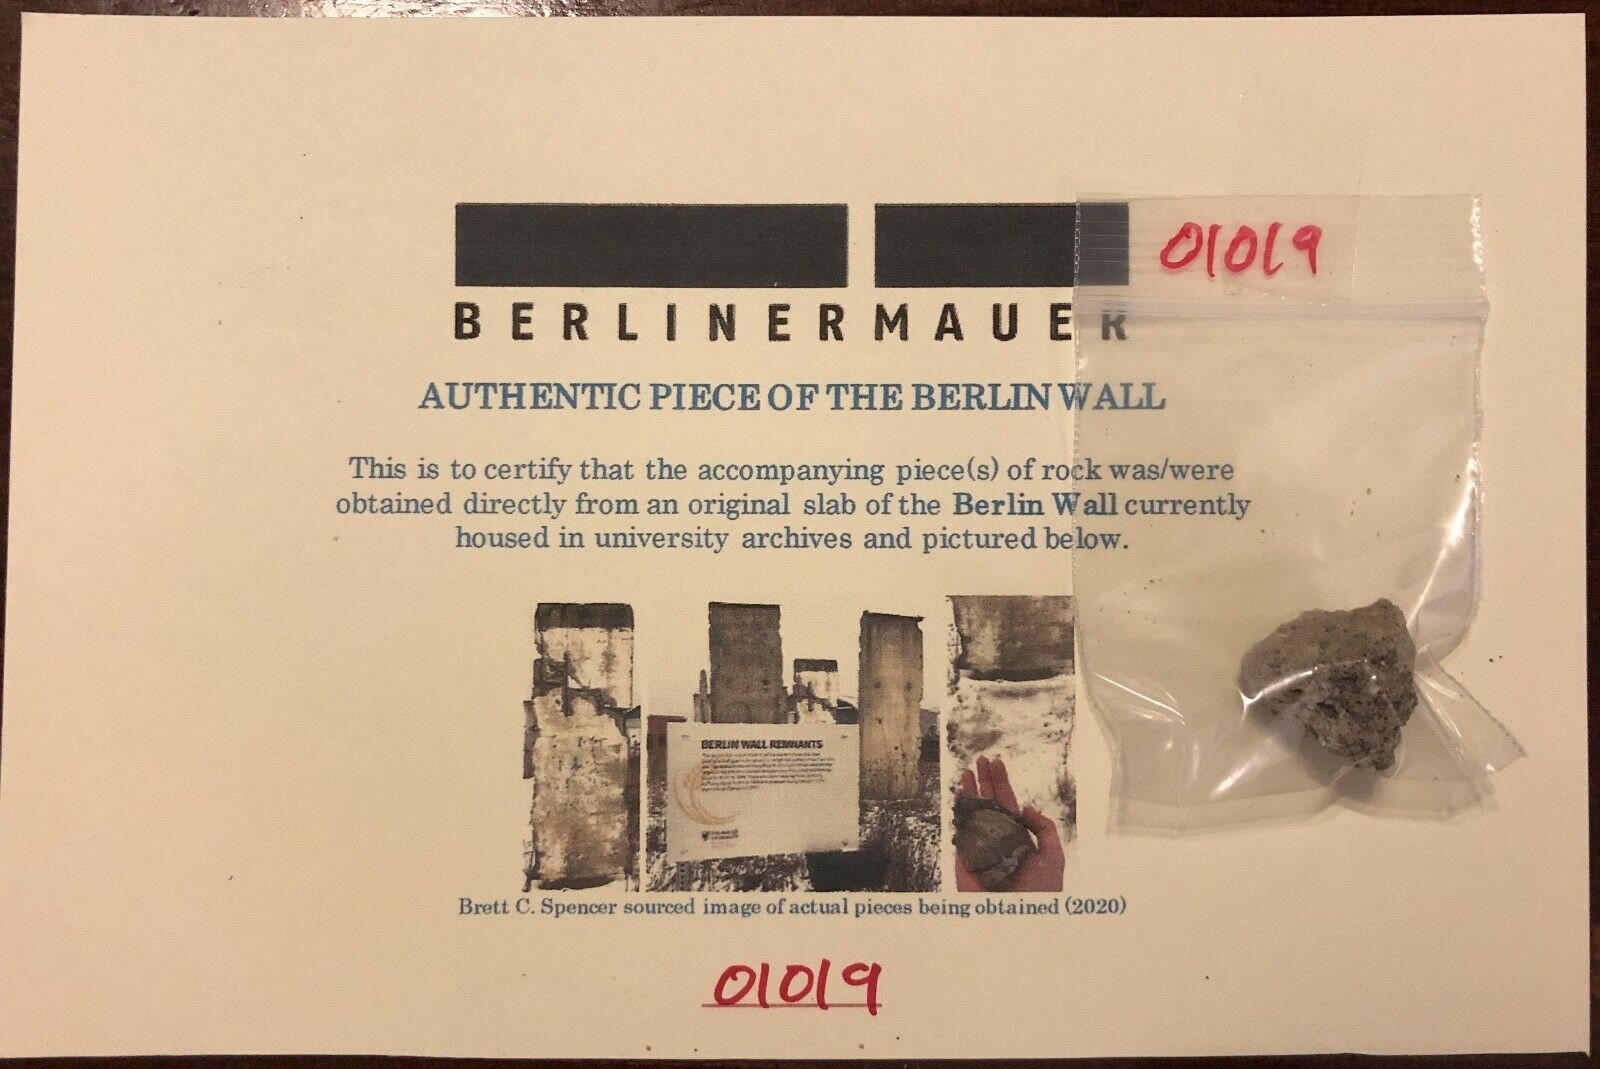 01019
BERLINERMAUER
AUTHENTIC PIECE OF THE BERLIN WALL
This is to certify that the accompanying piece(s) of rock was/were
obtained directly from an original slab of the Berlin Wall currently
housed in university archives and pictured below.
BERLIN WALL REMNANTS
Brett C. Spencer sourced image of actual pieces being obtained (2020)
01019